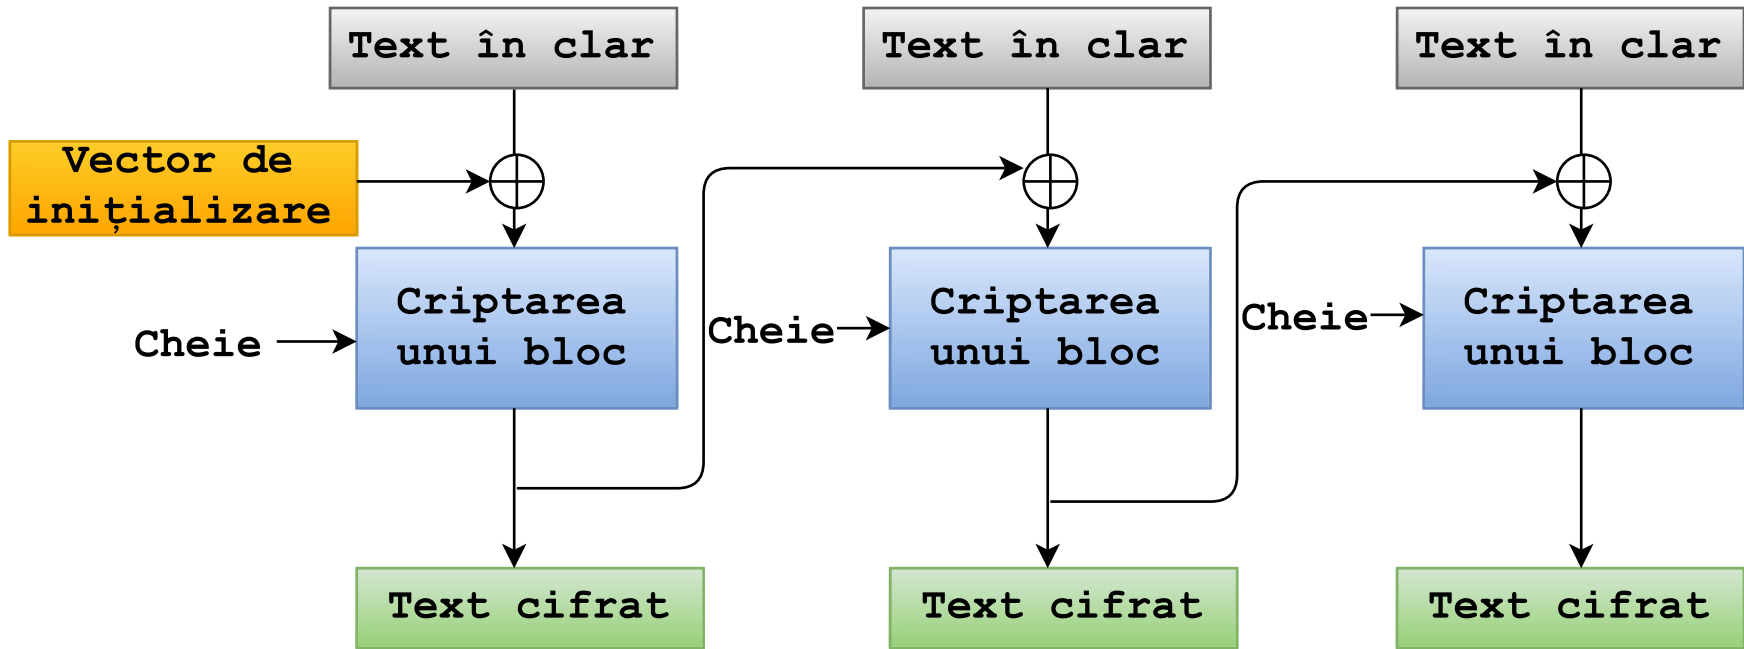 Text în clar
Text în clar
Text în clar
Vector de
inițializare
Criptarea
unui bloc
Criptarea
unui bloc
Criptarea
unui bloc
Cheie
Cheie
Cheie
Text cifrat
Text cifrat
Text cifrat